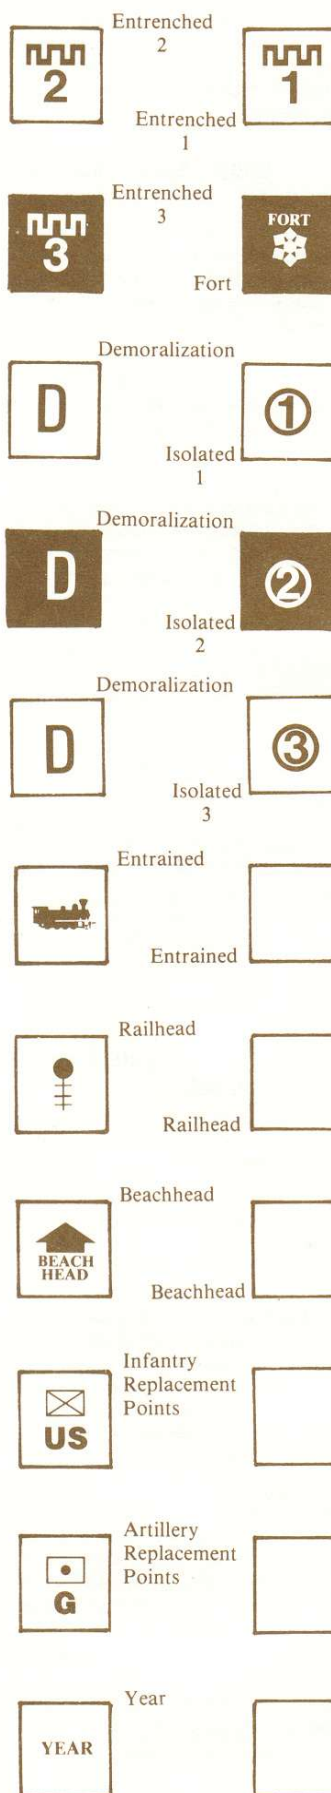 Entrenched
2
2
1
Entrenched
1
Entrenched
3
3
FORT
Fort
Demoralization
D
1
Isolated
1
Demoralization
D
2
Isolated
2
Demoralization
D
3
Isolated
3
Entrained
Entrained
Railhead
Railhead
Beachhead
BEACH
HEAD
Beachhead
Infantry
Replacement
Points
US
Artillery
Replacement
Points
G
Year
YEAR